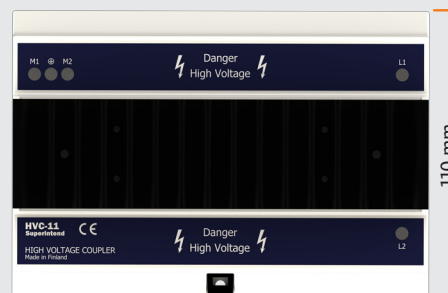 M1 ⊕ M2
Danger
High Voltage
L1
110 mm
HVC-11
Superintend
CE
HIGH VOLTAGE COUPLER
Made in Finland
Danger
High Voltage
L2